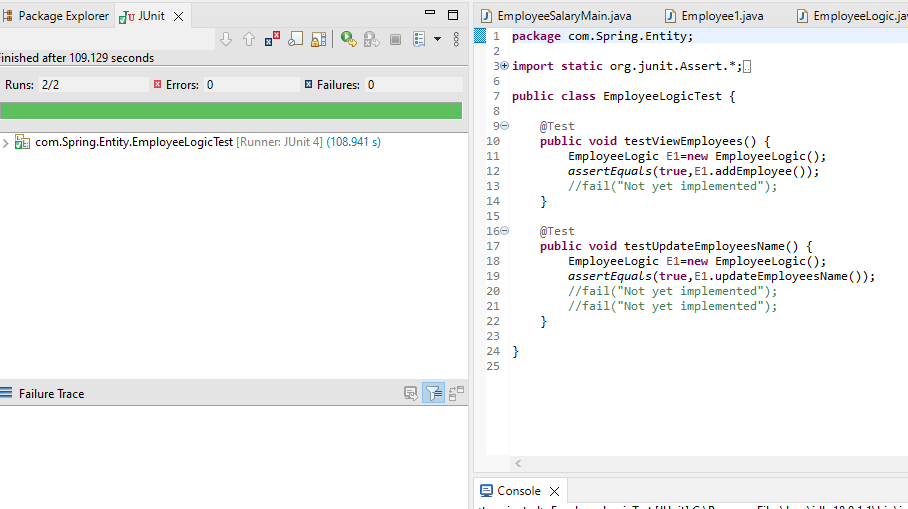 Package Explorer JUnit
Finished after 109.129 seconds
Runs: 2/2 Errors: 0 Failures: 0
com.Spring.Entity.EmployeeLogicTest [Runner: JUnit 4] (108.941 s)
Failure Trace
EmployeeSalaryMain.java Employee1.java EmployeeLogic.jav
1 package com.Spring.Entity;
2
3 import static org.junit.Assert.*;
6
7 public class EmployeeLogicTest {
8
9 @Test
10 public void testViewEmployees() {
11 EmployeeLogic E1=new EmployeeLogic();
12 assertEquals(true,E1.addEmployee());
13 //fail("Not yet implemented");
14 }
15
16 @Test
17 public void testUpdateEmployeesName() {
18 EmployeeLogic E1=new EmployeeLogic();
19 assertEquals(true,E1.updateEmployeesName());
20 //fail("Not yet implemented");
21 //fail("Not yet implemented");
22 }
23
24 }
25
Console